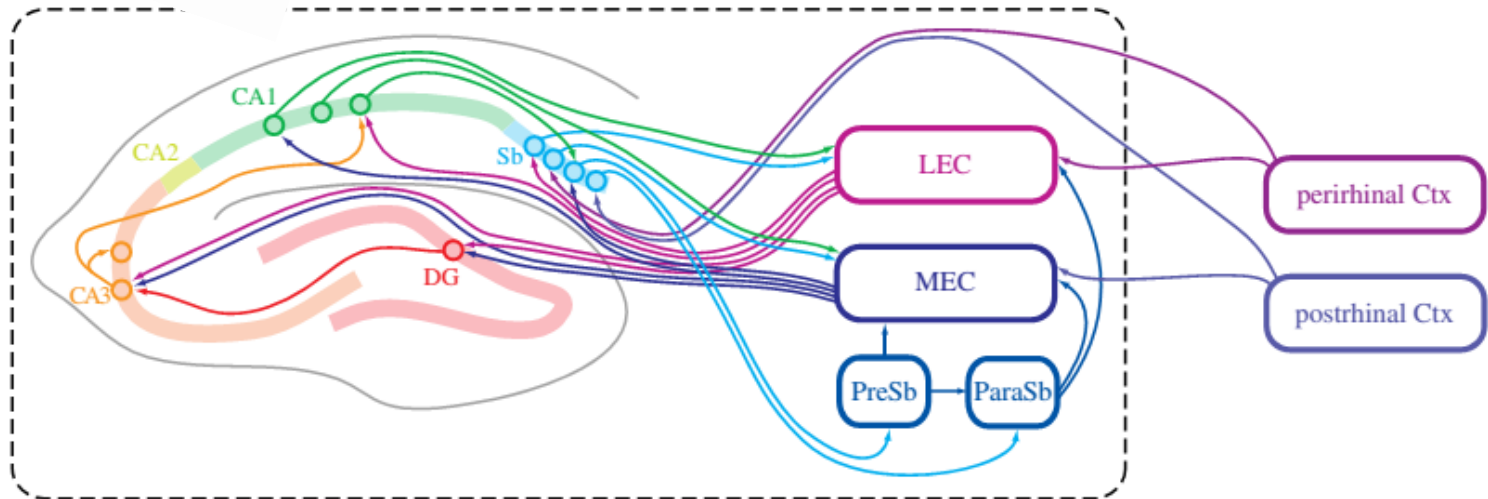 CA1
CA2
Sb
LEC
perirhinal Ctx
DG
CA3
MEC
postrhinal Ctx
PreSb
ParaSb